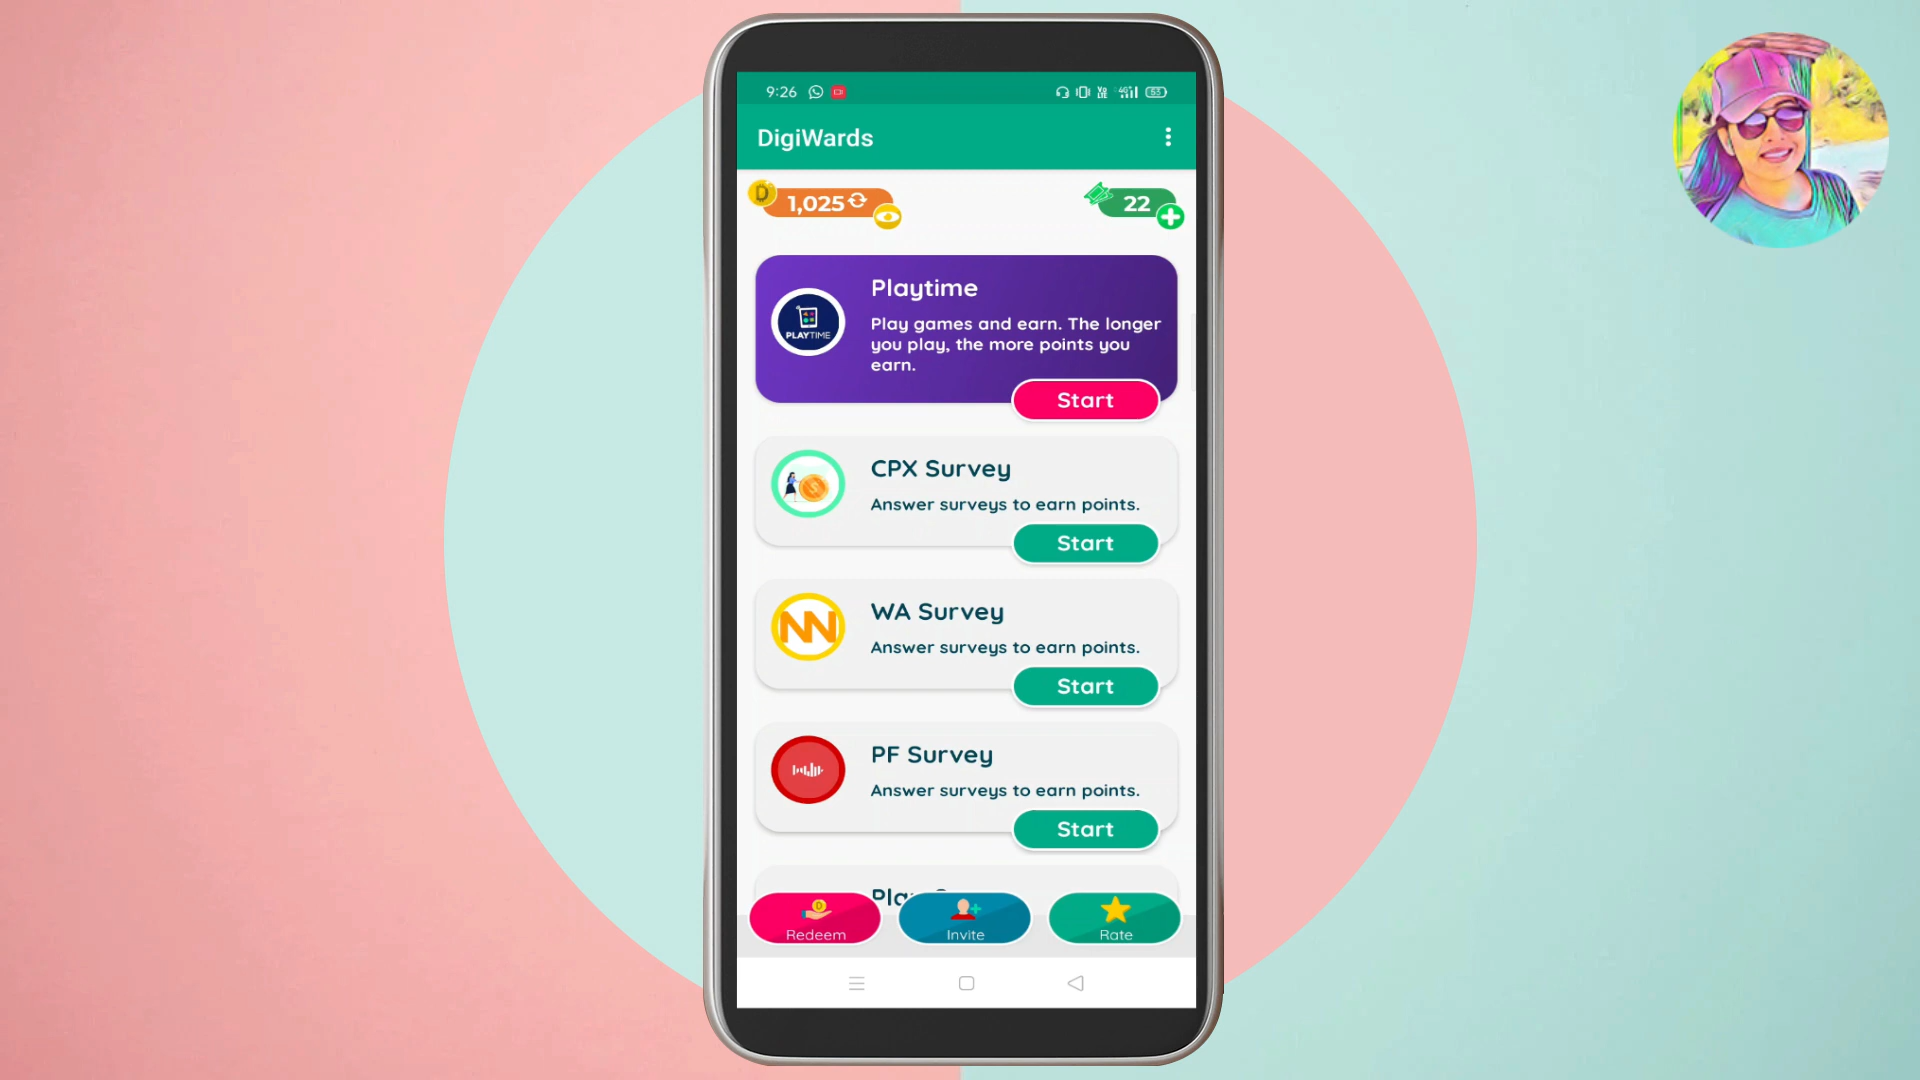 9:26
53
DigiWards
1,025
22
Playtime
Play games and earn. The longer
you play, the more points you
earn.
PLAYTIME
Start
CPX Survey
Answer surveys to earn points.
Start
WA Survey
Answer surveys to earn points.
Start
PF Survey
Answer surveys to earn points.
Start
Redeem
Invite
Rate